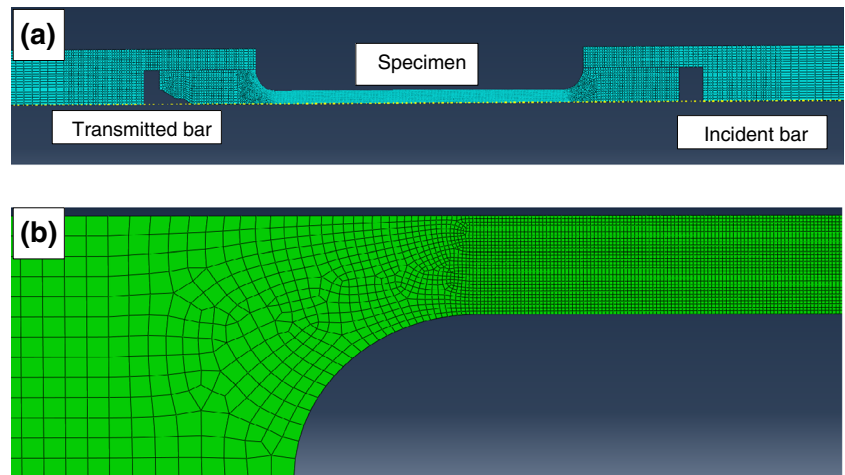 (a)
Specimen
Transmitted bar
Incident bar
(b)